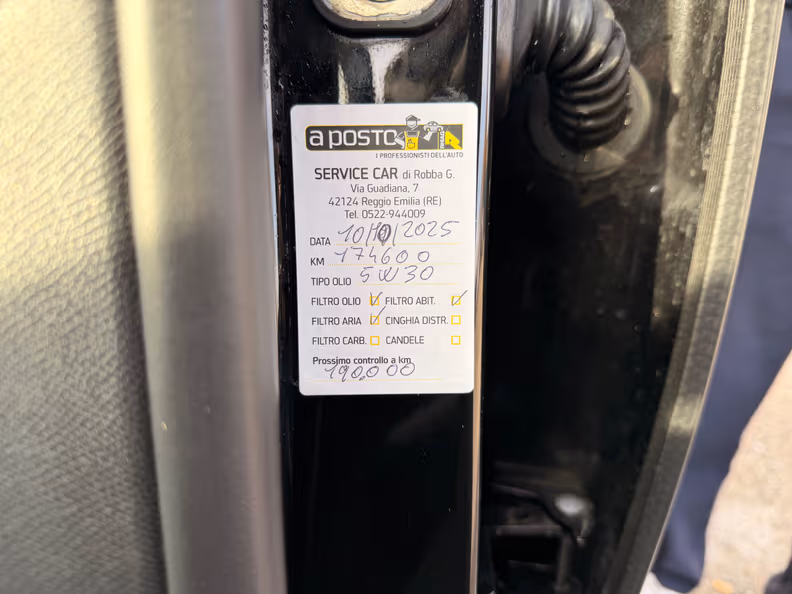 a posto
I PROFESSIONISTI DELL'AUTO
SERVICE CAR di Robba G.
Via Guadiana, 7
42124 Reggio Emilia (RE)
Tel. 0522-944009
DATA 10/10/2025
KM 174600
TIPO OLIO 5W30
FILTRO OLIO FILTRO ABIT.
FILTRO ARIA CINGHIA DISTR.
FILTRO CARB. CANDELE
Prossimo controllo a km
190.000